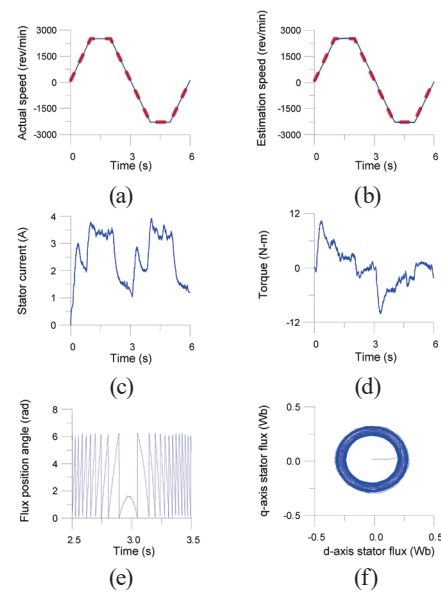 3000
1500
0
-1500
-3000
Actual speed (rev/min)
0 3 6
Time (s)
(a)
3000
1500
0
-1500
-3000
Estimation speed (rev/min)
0 3 6
Time (s)
(b)
4
3
2
1
0
Stator current (A)
0 3 6
Time (s)
(c)
12
0
-12
Torque (N-m)
0 3 6
Time (s)
(d)
8
6
4
2
0
Flux position angle (rad)
2.5 3.0 3.5
Time (s)
(e)
0.5
0.0
-0.5
q-axis stator flux (Wb)
-0.5 0.0 0.5
d-axis stator flux (Wb)
(f)